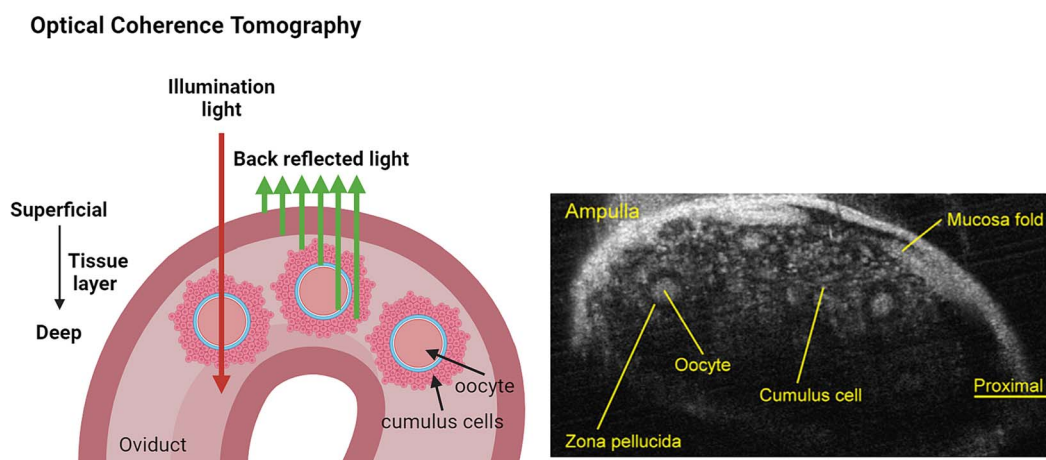 Optical Coherence Tomography
Illumination
light
Back reflected light
Superficial
Tissue
layer
Deep
oocyte
cumulus cells
Oviduct
Ampulla
Mucosa fold
Oocyte
Cumulus cell
Proximal
Zona pellucida